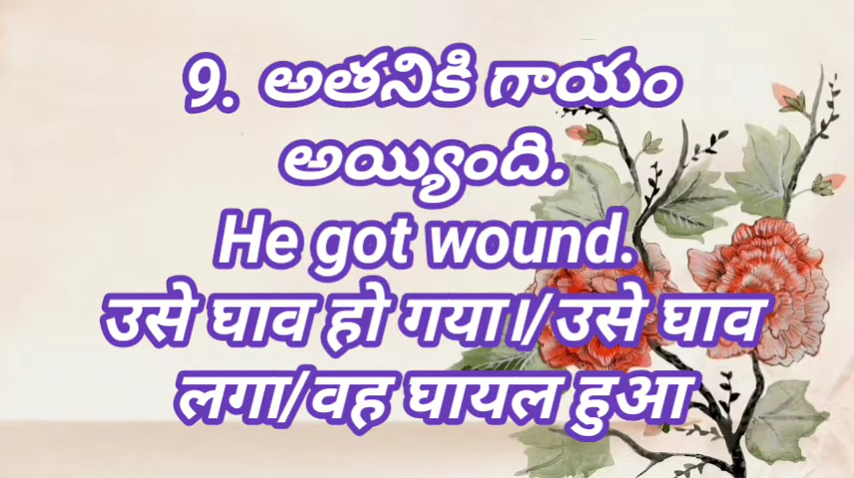 9. అతనికి గాయం
అయ్యింది.
He got wound.
उसे घाव हो गया।/उसे घाव
लगा/वह घायल हुआ